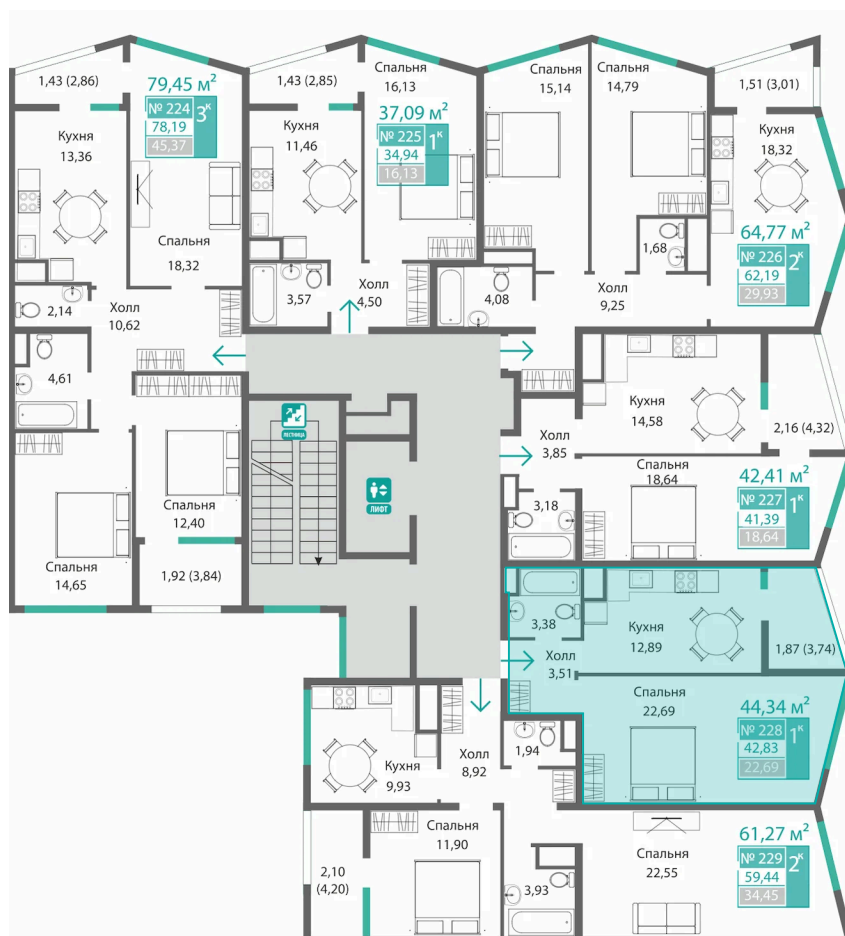 1,43 (2,86)
79,45 м²
№ 224
3ᴷ
78,19
45,37
Кухня
13,36
Спальня
18,32
2,14
Холл
10,62
4,61
Спальня
14,65
Спальня
12,40
1,92 (3,84)
1,43 (2,85)
Спальня
16,13
37,09 м²
№ 225
1ᴷ
34,94
16,13
Кухня
11,46
3,57
Холл
4,50
Спальня
15,14
Спальня
14,79
1,51 (3,01)
Кухня
18,32
64,77 м²
№ 226
2ᴷ
62,19
29,93
1,68
4,08
Холл
9,25
ЛЕСТНИЦА
ЛИФТ
Кухня
14,58
2,16 (4,32)
Холл
3,85
Спальня
18,64
42,41 м²
№ 227
1ᴷ
41,39
18,64
3,18
3,38
Кухня
12,89
1,87 (3,74)
Холл
3,51
Спальня
22,69
44,34 м²
№ 228
1ᴷ
42,83
22,69
Кухня
9,93
Холл
8,92
1,94
Спальня
11,90
2,10
(4,20)
3,93
Спальня
22,55
61,27 м²
№ 229
2ᴷ
59,44
34,45